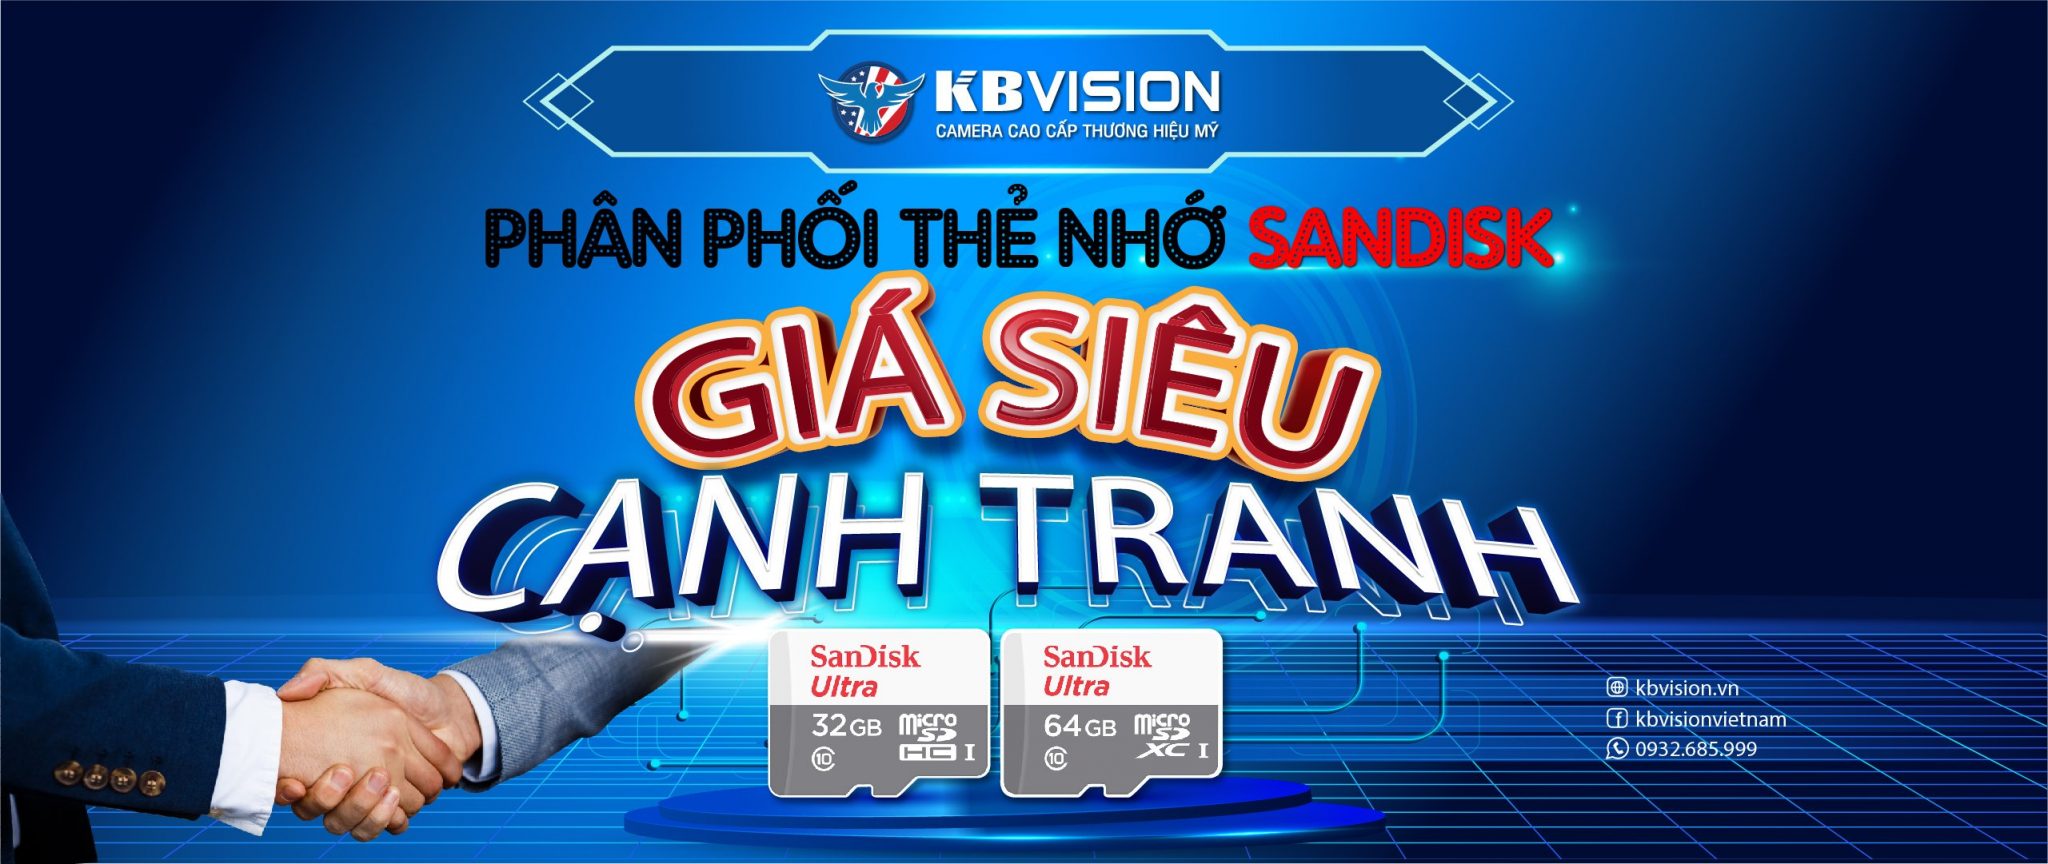 KBVISION
CAMERA CAO CẤP THƯƠNG HIỆU MỸ
PHÂN PHỐI THẺ NHỚ SANDISK
GIÁ SIÊU
CẠNH TRANH
SanDisk
Ultra
32GB micro SD HC I
10
SanDisk
Ultra
64GB micro SD XC I
10
kbvision.vn
kbvisionvietnam
0932.685.999